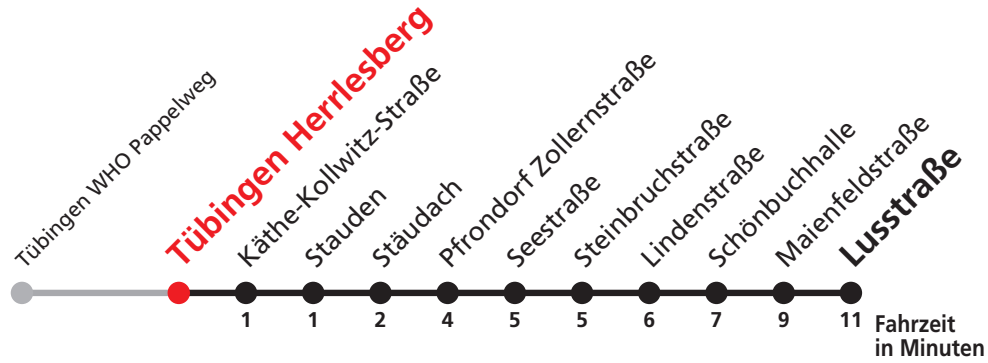 Tübingen WHO Pappelweg
Tübingen Herrlesberg
Käthe-Kollwitz-Straße
Stauden
Stäudach
Pfrondorf Zollernstraße
Seestraße
Steinbruchstraße
Lindenstraße
Schönbuchhalle
Maienfeldstraße
Lusstraße
1 1 2 4 5 5 6 7 9 11 Fahrzeit
in Minuten